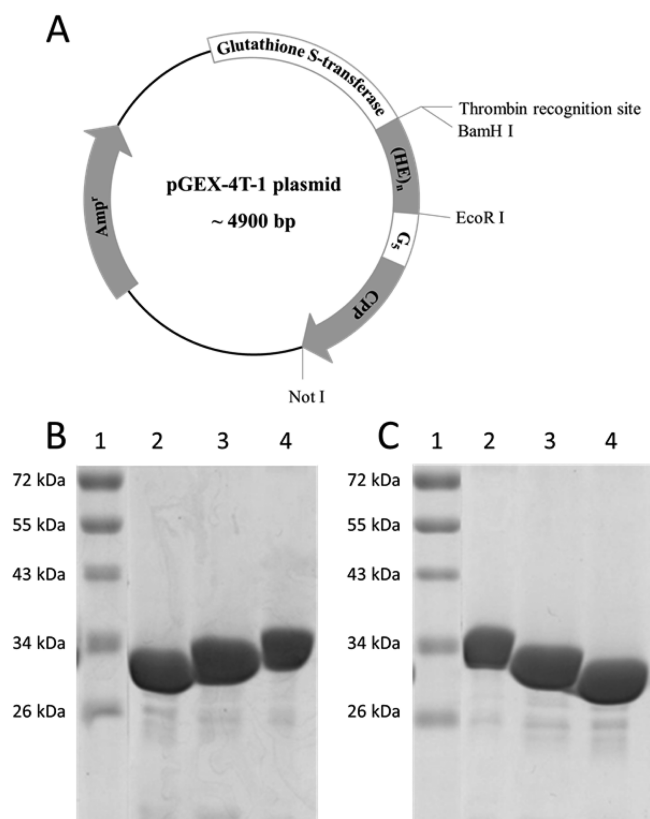 A
Glutathione S-transferase
Thrombin recognition site
BamH I
(HE)n
pGEX-4T-1 plasmid
~ 4900 bp
EcoR I
Ampr
G5
CPP
Not I
B
1 2 3 4
72 kDa
55 kDa
43 kDa
34 kDa
26 kDa
C
1 2 3 4
72 kDa
55 kDa
43 kDa
34 kDa
26 kDa